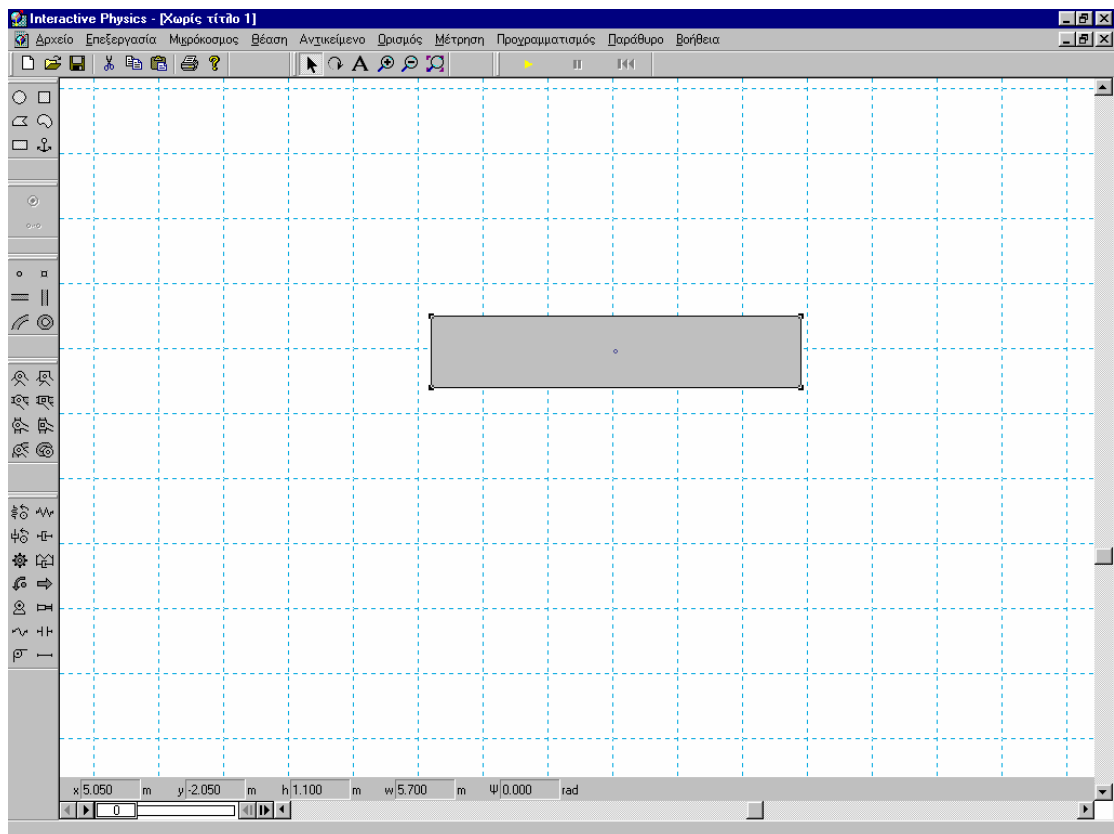 Interactive Physics - [Χωρίς τίτλο 1]
Αρχείο Επεξεργασία Μικρόκοσμος Θέαση Αντικείμενο Ορισμός Μέτρηση Προγραμματισμός Παράθυρο Βοήθεια
A
x 5.050 m y -2.050 m h 1.100 m w 5.700 m Ψ 0.000 rad
0